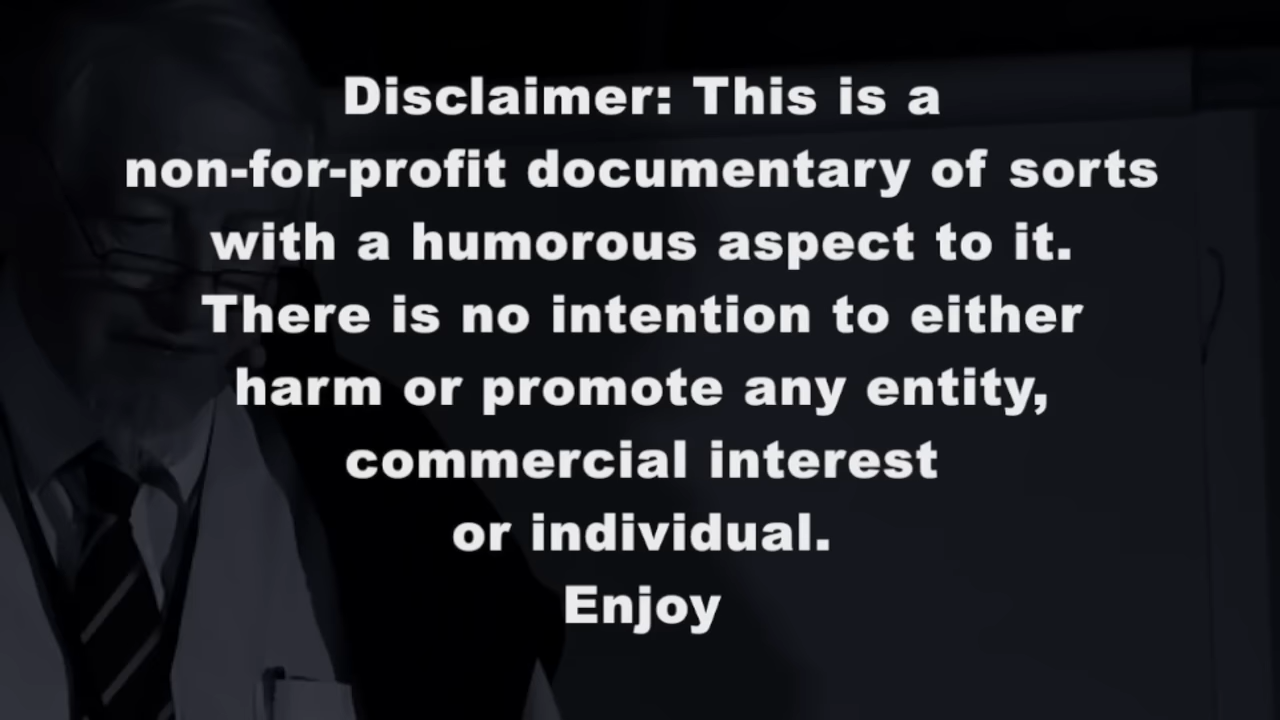 Disclaimer: This is a
non-for-profit documentary of sorts
with a humorous aspect to it.
There is no intention to either
harm or promote any entity,
commercial interest
or individual.
Enjoy